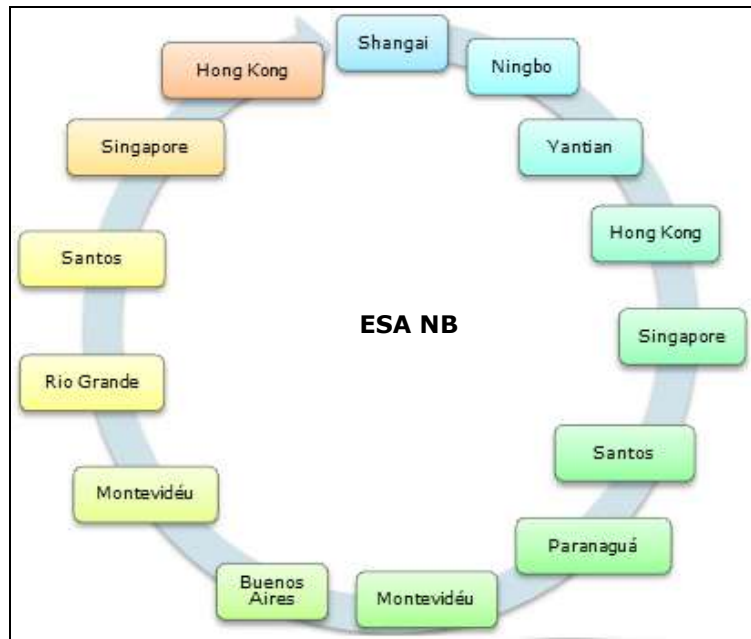 Shangai
Ningbo
Yantian
Hong Kong
Singapore
Santos
Paranaguá
Montevidéu
Buenos
Aires
Montevidéu
Rio Grande
Santos
Singapore
Hong Kong
ESA NB